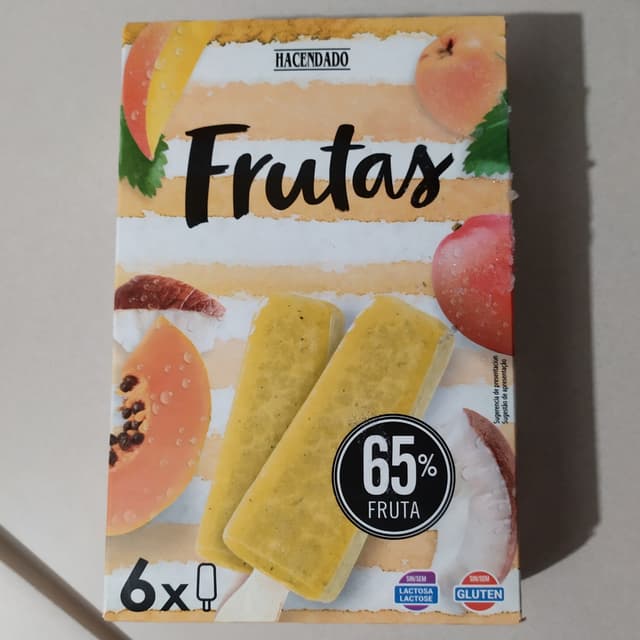 HACENDADO
Frutas
Sugerencia de presentación
Sugestão de apresentação
65%
FRUTA
6x
SIN/SEM
LACTOSA
LACTOSE
SIN/SEM
GLUTEN